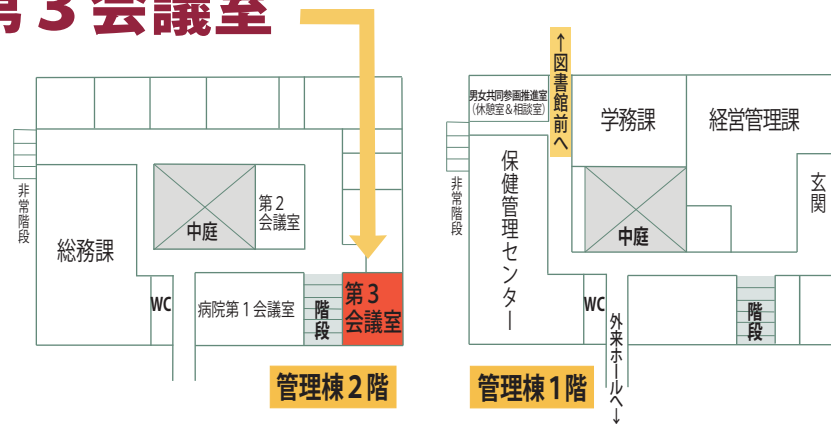 第３会議室
非常階段
総務課
中庭
第２
会議室
WC
病院第１会議室
階段
第３
会議室
管理棟２階
男女共同参画推進室
（休憩室＆相談室）
↑図書館前へ
学務課
経営管理課
非常階段
保健管理センター
中庭
玄関
WC
外来ホールへ→
階段
管理棟１階